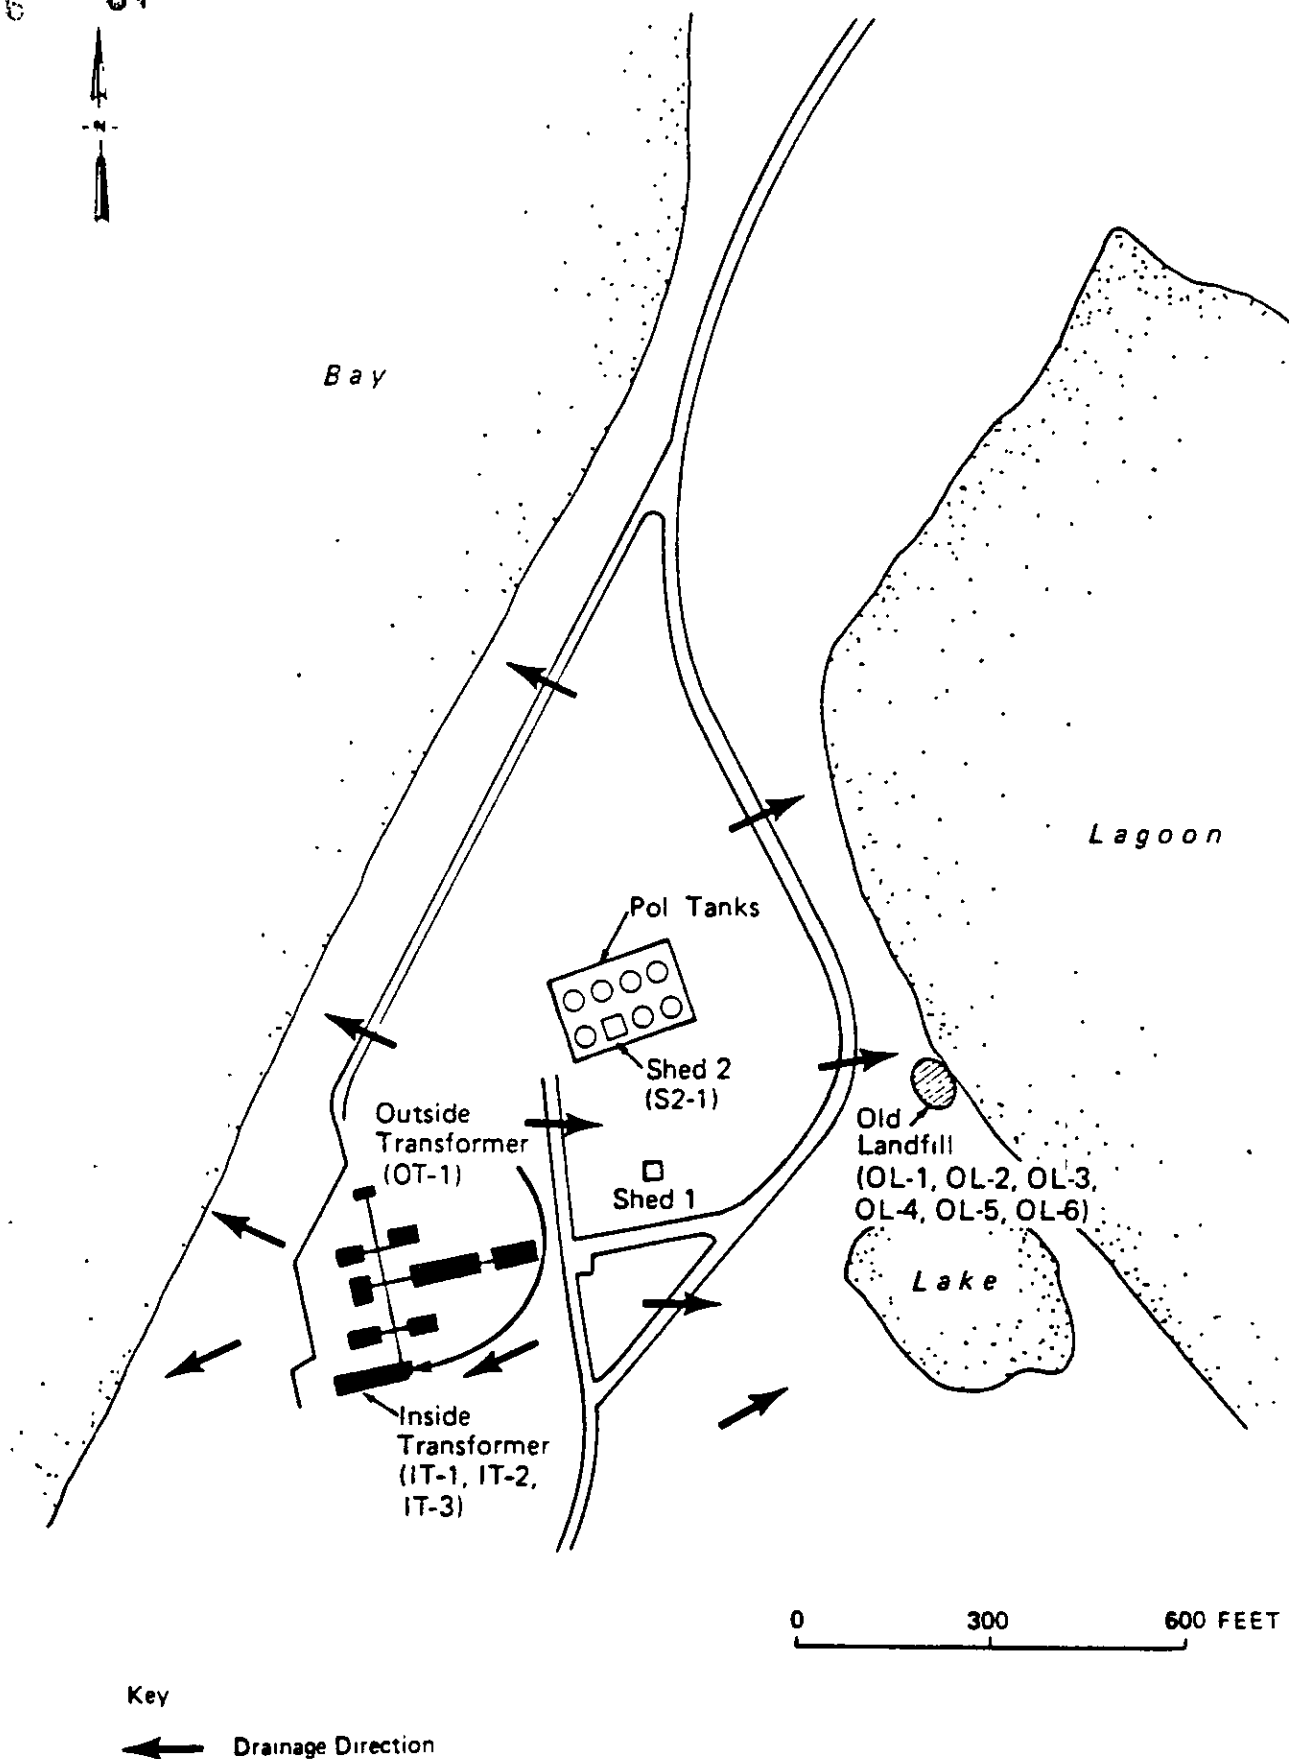 N
Bay
Lagoon
Pol Tanks
Shed 2
(S2-1)
Outside
Transformer
(OT-1)
Shed 1
Old
Landfill
(OL-1, OL-2, OL-3,
OL-4, OL-5, OL-6)
Lake
Inside
Transformer
(IT-1, IT-2,
IT-3)
0 300 600 FEET
Key
Drainage Direction